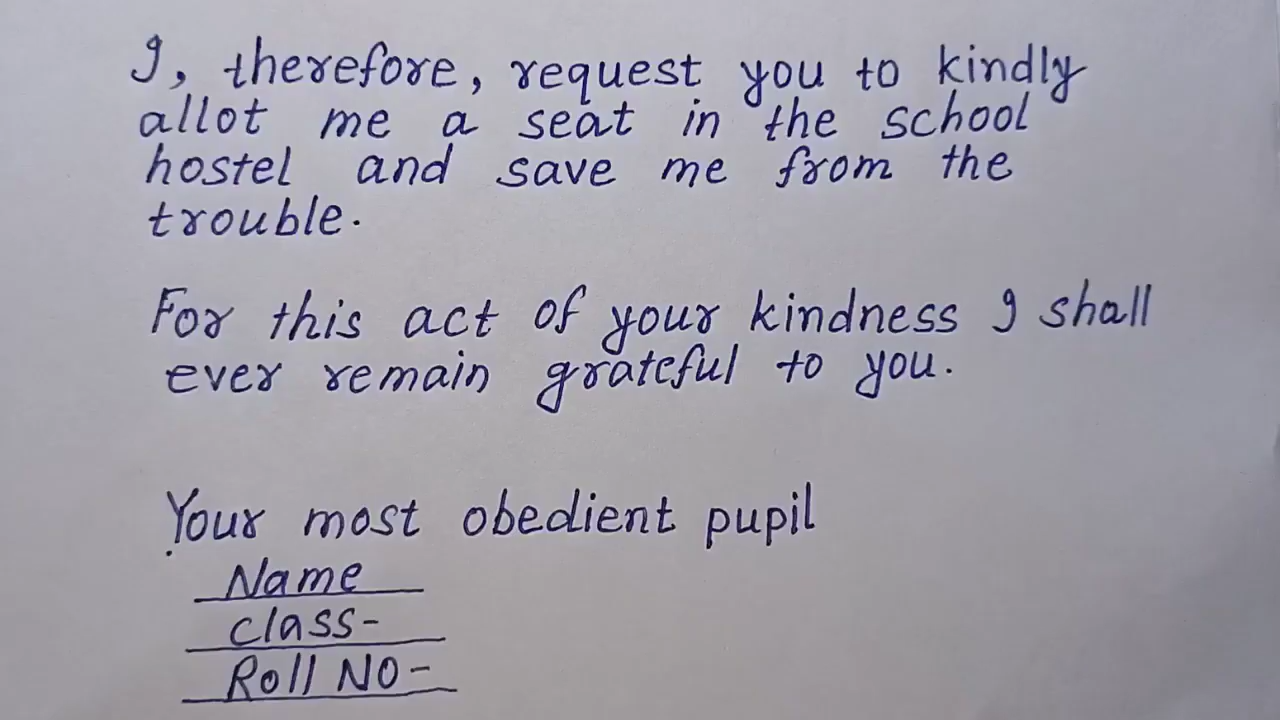 I, therefore, request you to kindly
allot me a seat in the school
hostel and save me from the
trouble.
For this act of your kindness I shall
ever remain grateful to you.
Your most obedient pupil
Name
Class-
Roll NO-